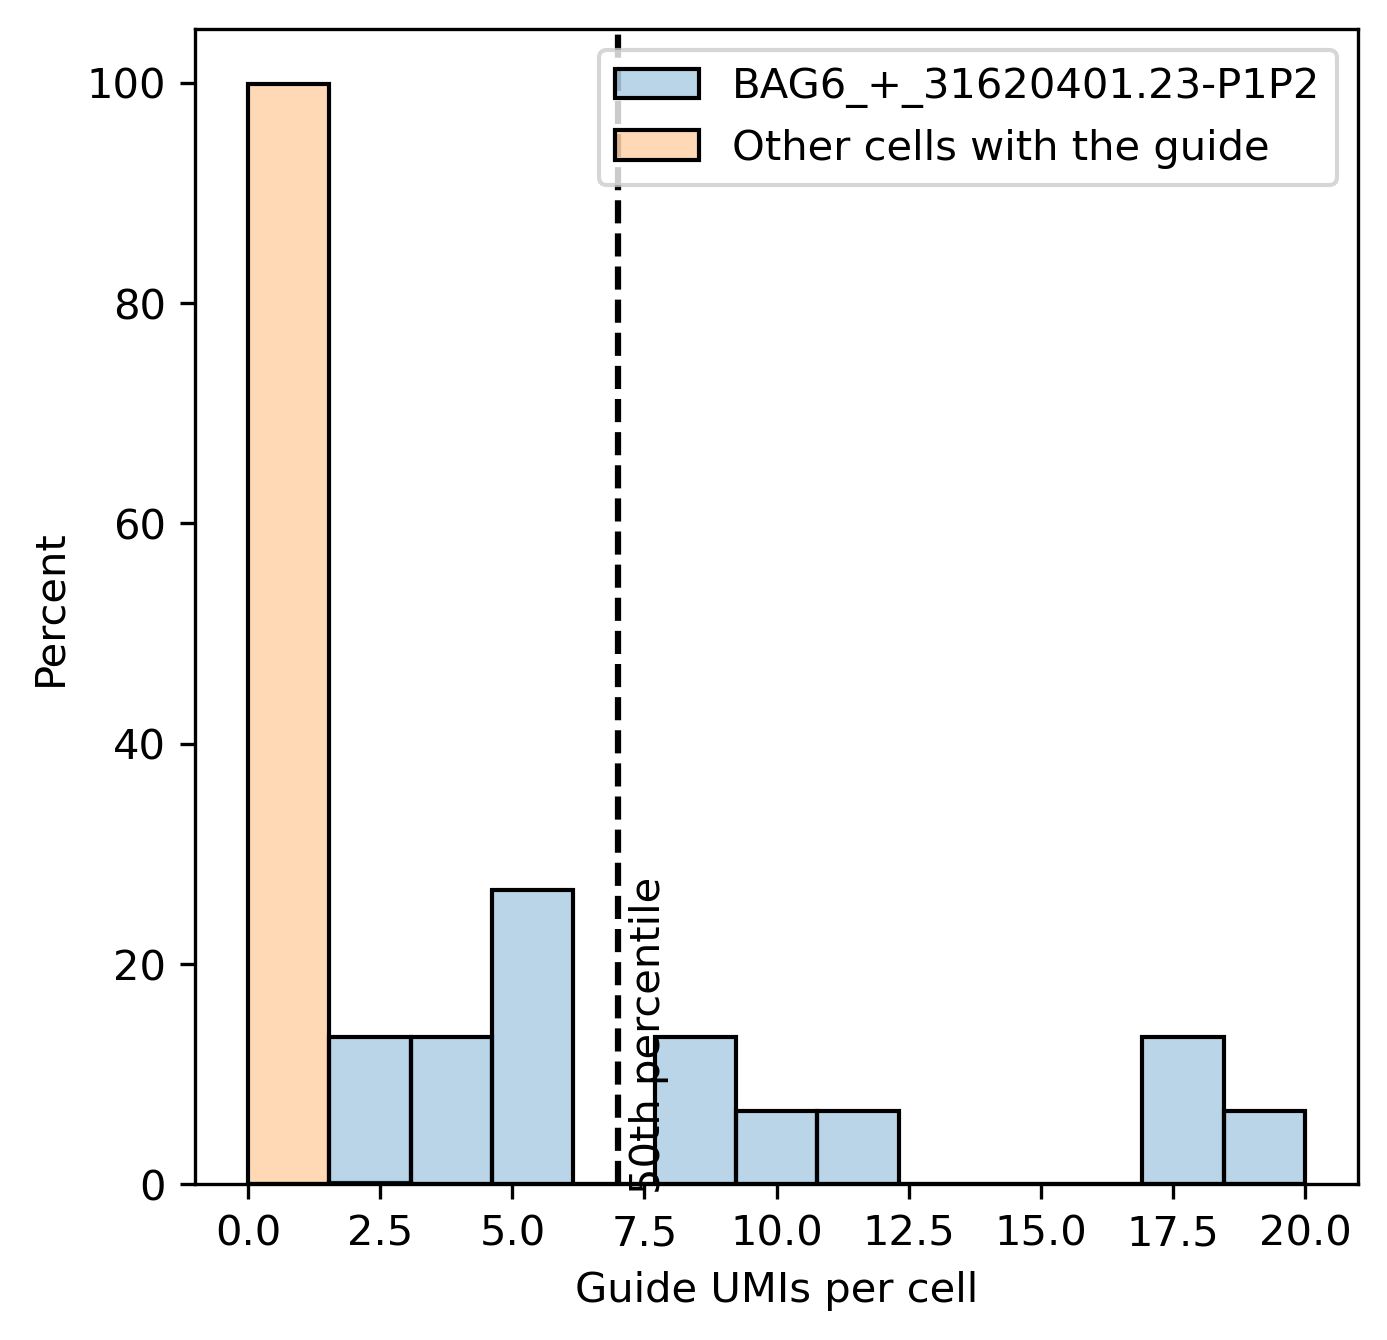 BAG6_+_31620401.23-P1P2
Other cells with the guide
100
80
60
40
20
0
Percent
50th percentile
0.0 2.5 5.0 7.5 10.0 12.5 15.0 17.5 20.0
Guide UMIs per cell